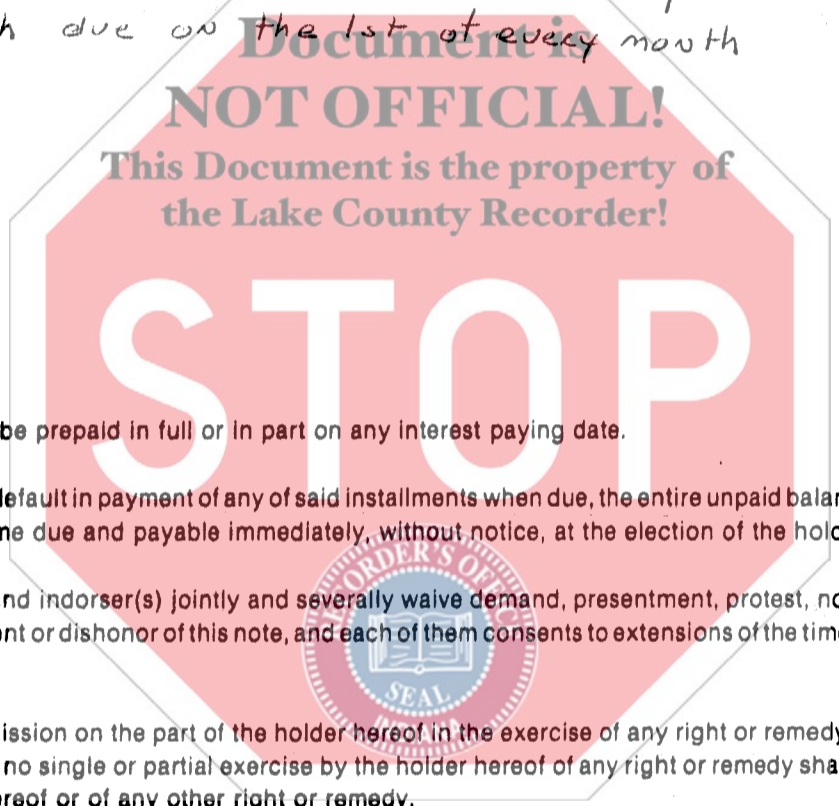 h due on the 1st of every month
Document is
NOT OFFICIAL!
This Document is the property of
the Lake County Recorder!
STOP
be prepaid in full or in part on any interest paying date.
default in payment of any of said installments when due, the entire unpaid balan
ne due and payable immediately, without notice, at the election of the hold
RECORDER'S OFFICE
nd indorser(s) jointly and severally waive demand, presentment, protest, no
nt or dishonor of this note, and each of them consents to extensions of the time
SEAL
INDIANA
ission on the part of the holder hereof in the exercise of any right or remedy
no single or partial exercise by the holder hereof of any right or remedy sha
ereof or of any other right or remedy.